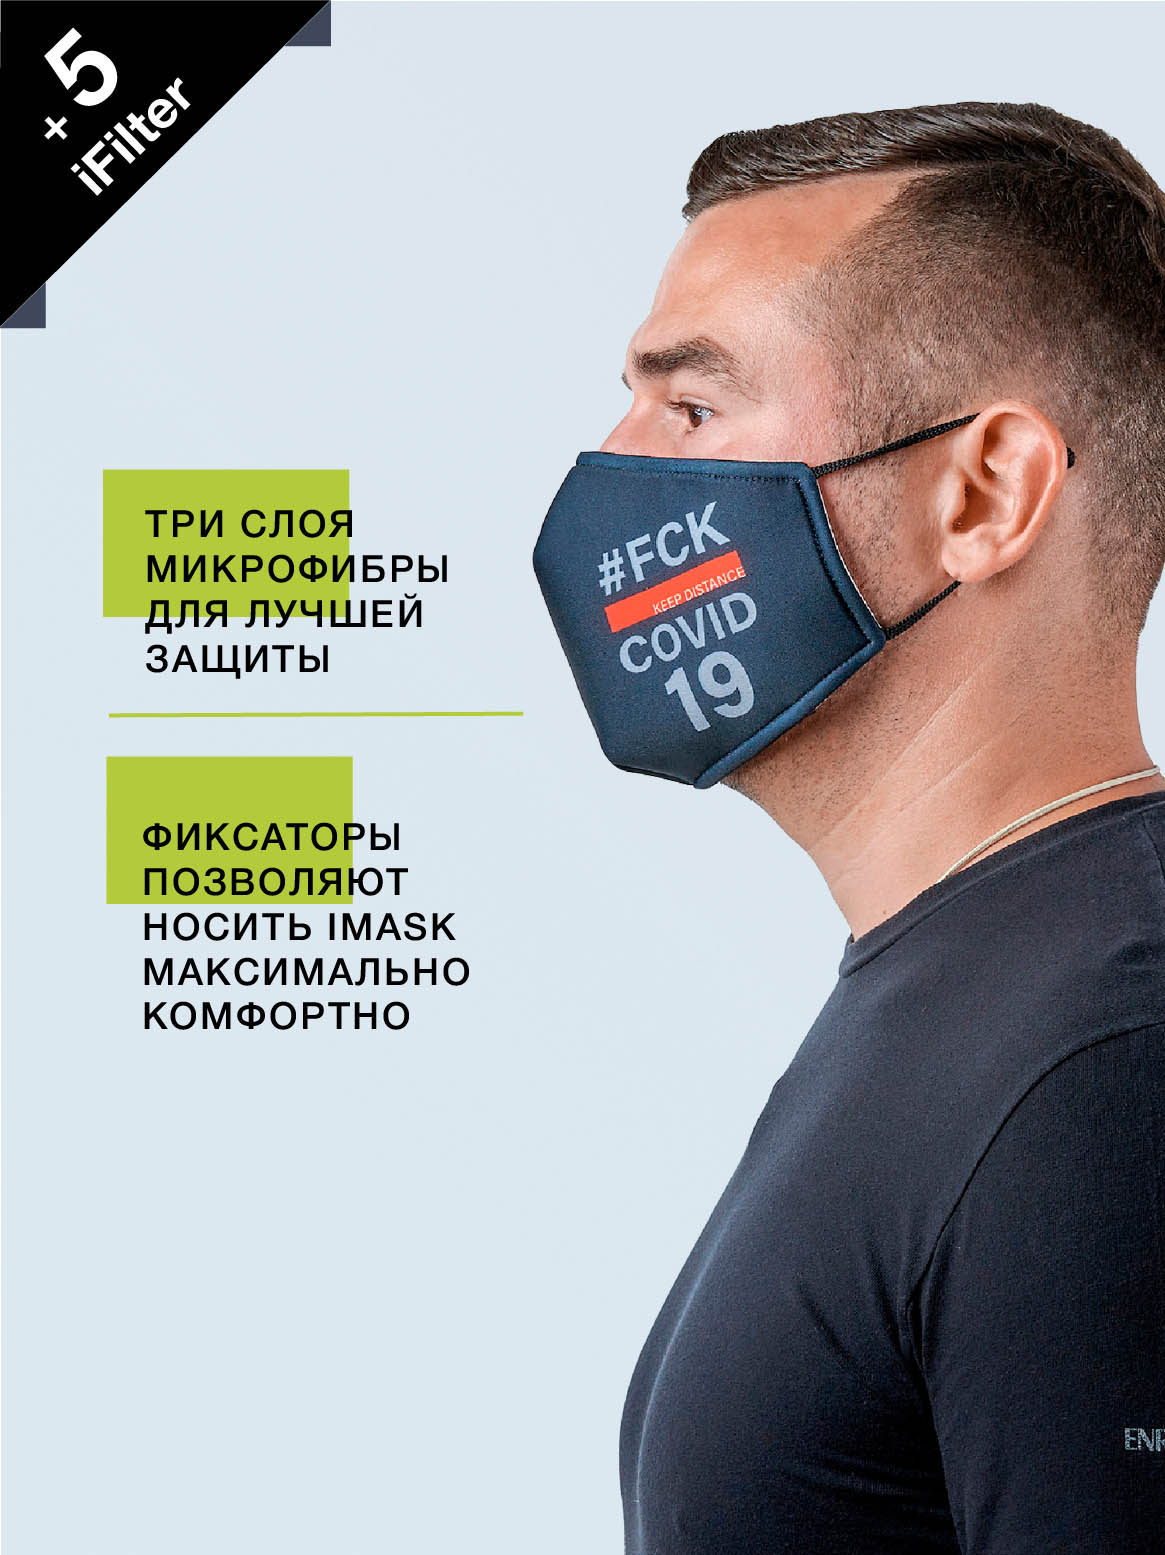 + 5
iFilter
ТРИ СЛОЯ
МИКРОФИБРЫ
ДЛЯ ЛУЧШЕЙ
ЗАЩИТЫ
ФИКСАТОРЫ
ПОЗВОЛЯЮТ
НОСИТЬ IMASK
МАКСИМАЛЬНО
КОМФОРТНО
#FCK
KEEP DISTANCE
COVID
19
ENR